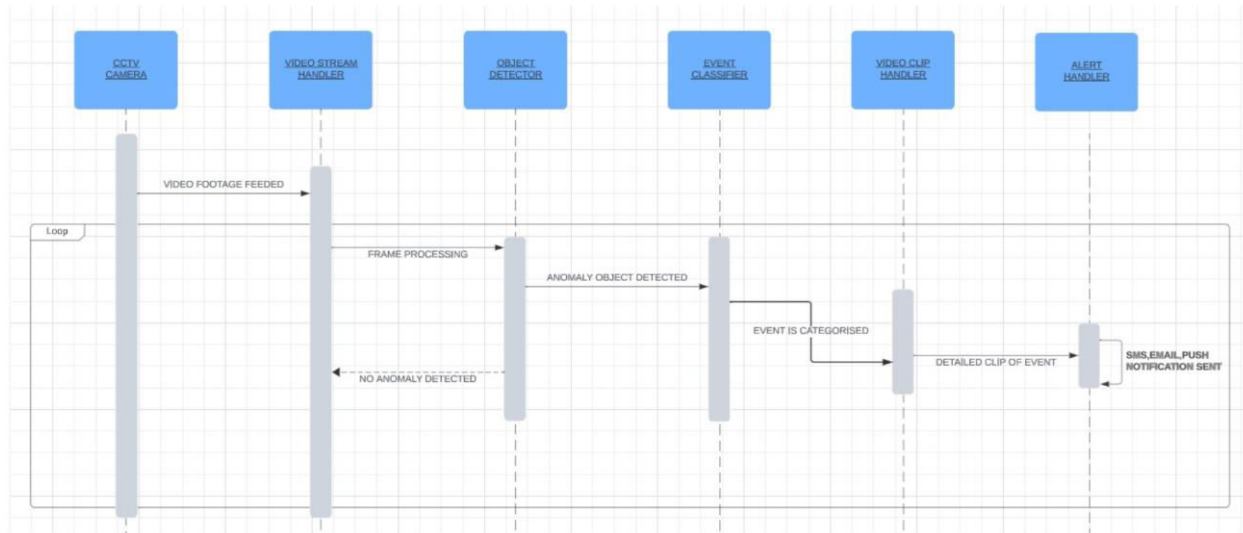 CCTV
CAMERA
VIDEO STREAM
HANDLER
OBJECT
DETECTOR
EVENT
CLASSIFIER
VIDEO CLIP
HANDLER
ALERT
HANDLER
VIDEO FOOTAGE FEEDED
Loop
FRAME PROCESSING
ANOMALY OBJECT DETECTED
EVENT IS CATEGORISED
DETAILED CLIP OF EVENT
SMS,EMAIL,PUSH
NOTIFICATION SENT
NO ANOMALY DETECTED